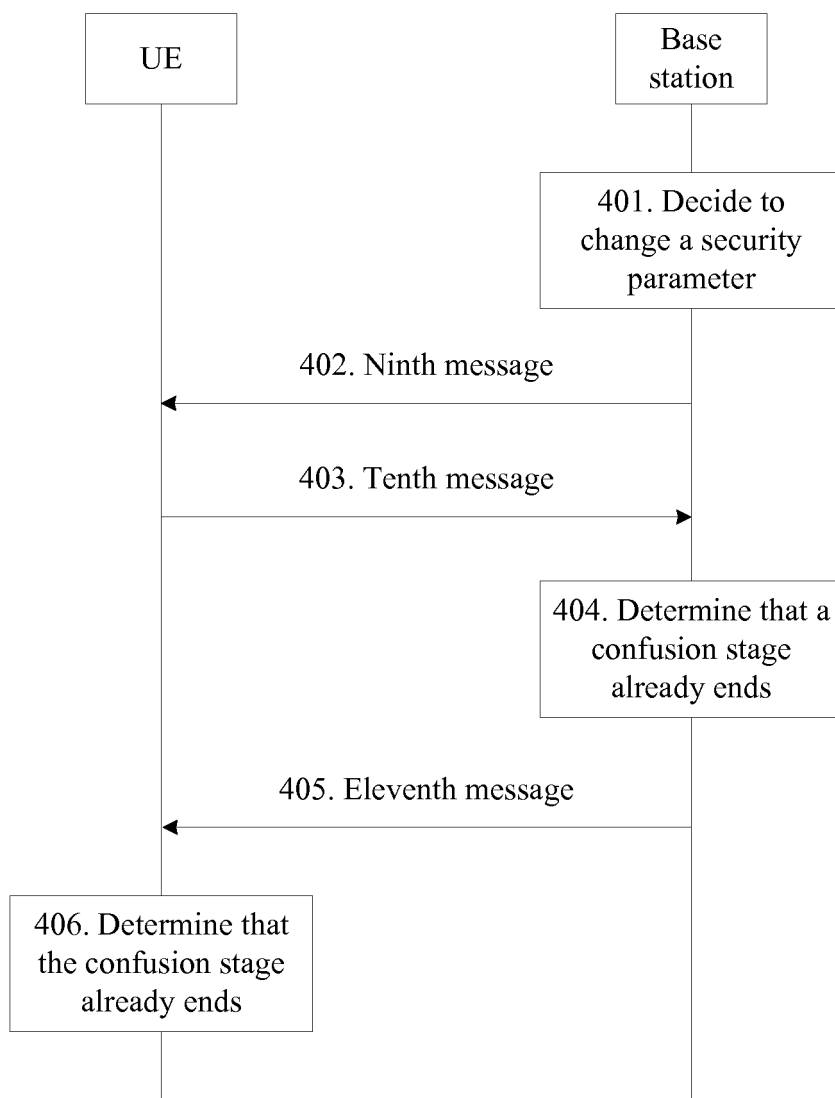 UE
Base
station
401. Decide to
change a security
parameter
402. Ninth message
403. Tenth message
404. Determine that a
confusion stage
already ends
405. Eleventh message
406. Determine that
the confusion stage
already ends